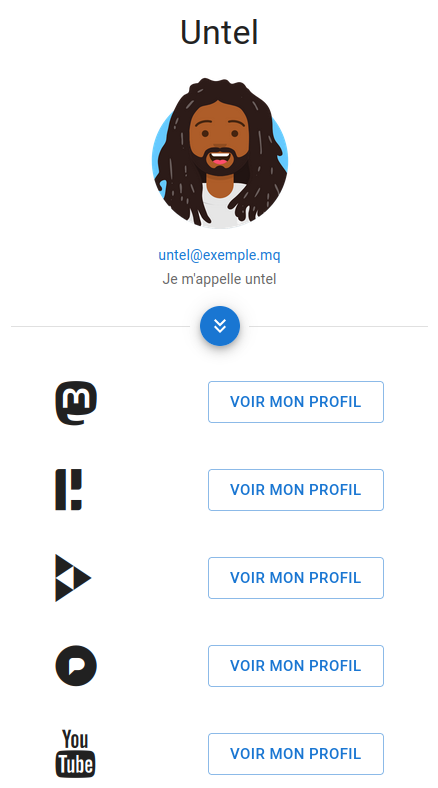 Untel
untel@exemple.mq
Je m'appelle untel
VOIR MON PROFIL
VOIR MON PROFIL
VOIR MON PROFIL
VOIR MON PROFIL
You
Tube
VOIR MON PROFIL